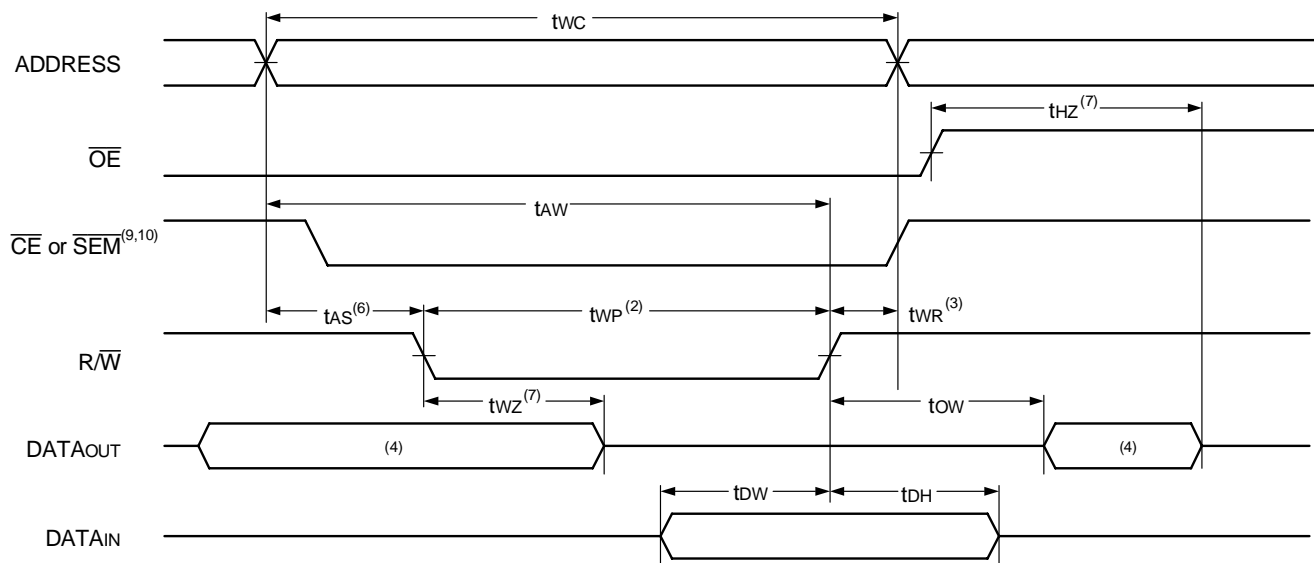 tWC
ADDRESS
tHZ(7)
OE
tAW
CE or SEM(9,10)
tAS(6)
tWP(2)
tWR(3)
R/W
tWZ(7)
tOW
DATAOUT
(4)
(4)
tDW
tDH
DATAIN